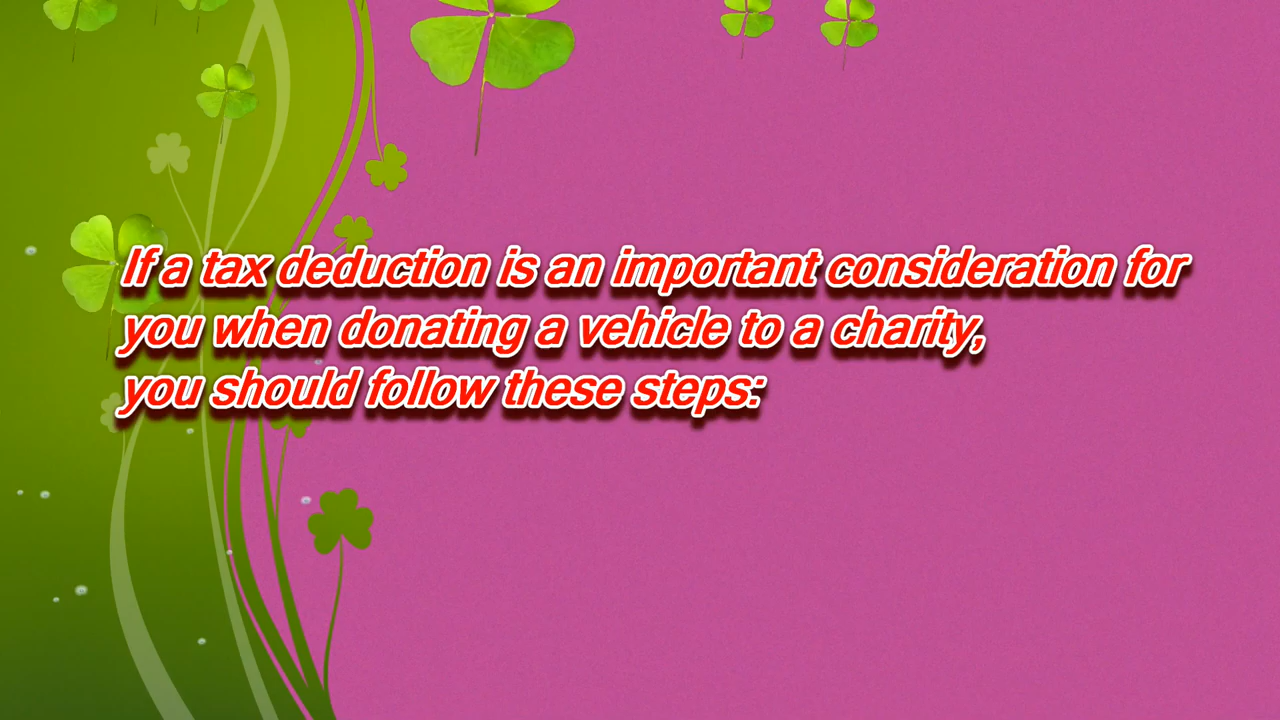 If a tax deduction is an important consideration for
you when donating a vehicle to a charity,
you should follow these steps: